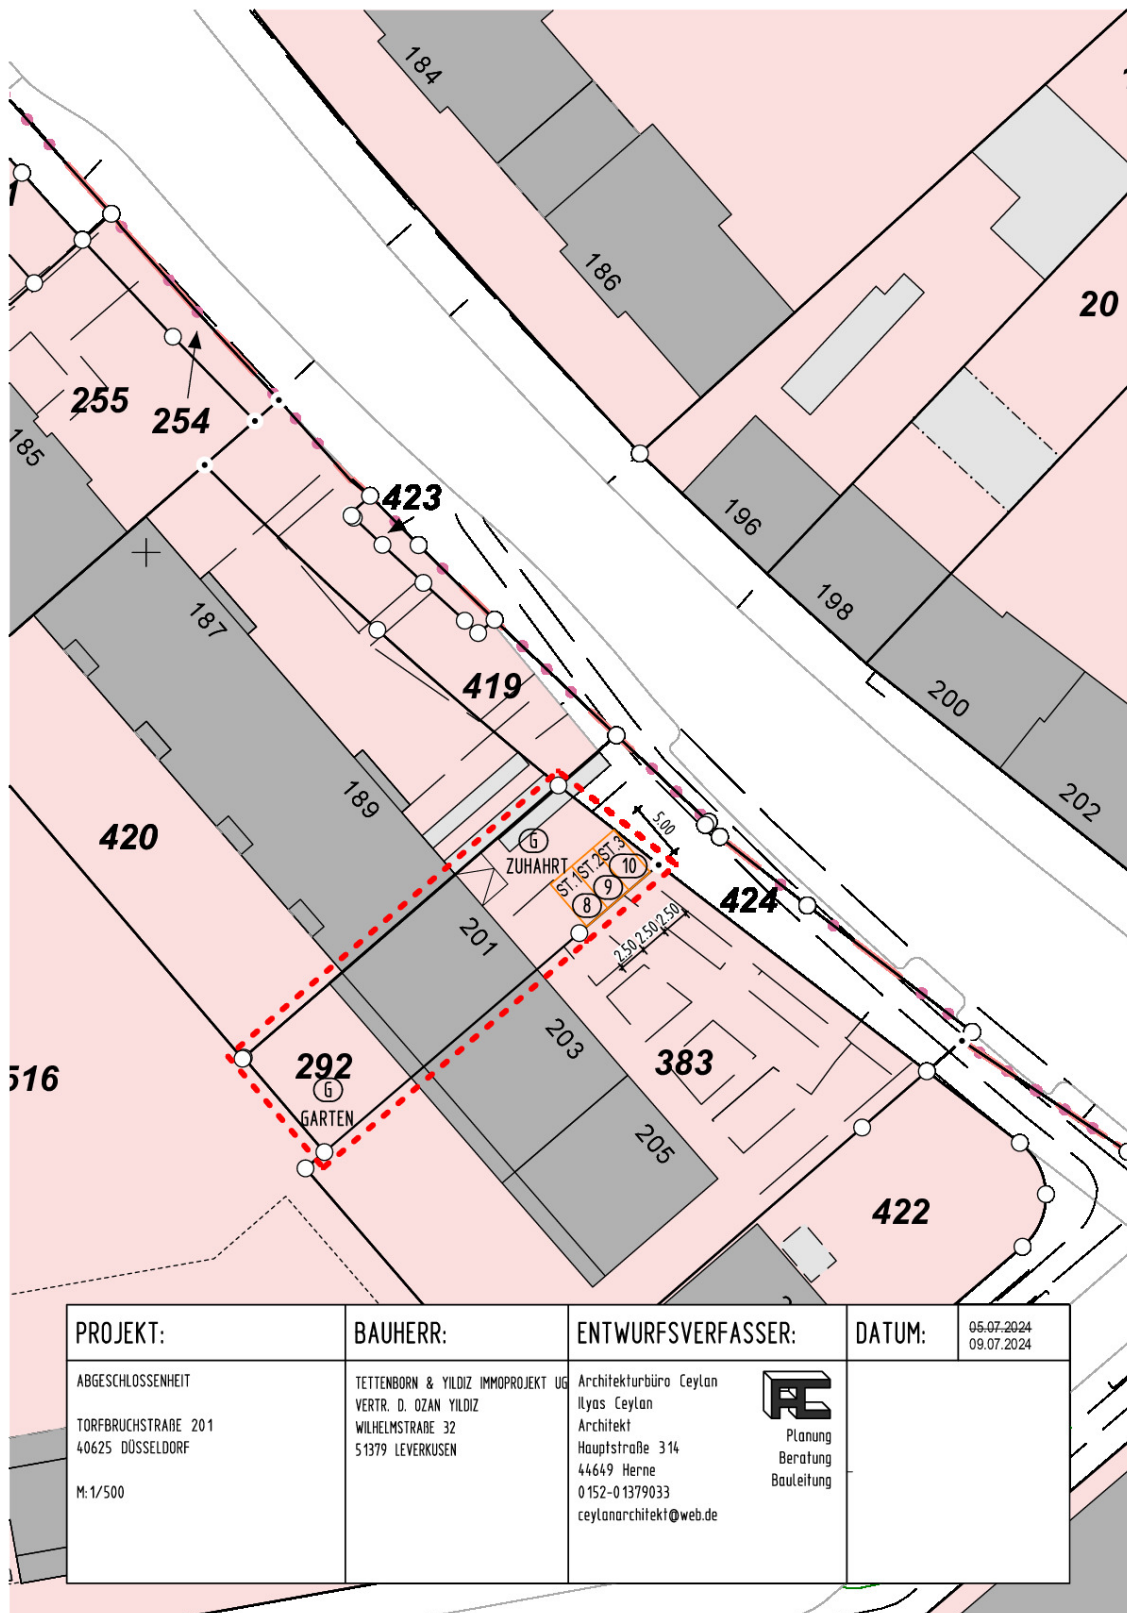 184
186
20
255
254
185
423
196
198
187
419
200
189
202
420
5.00
G
ZUHAHRT
ST.1
ST.2
ST.3
8
9
10
424
201
2.50
2.50
2.50
203
383
292
G
GARTEN
516
205
422
PROJEKT:
BAUHERR:
ENTWURFSVERFASSER:
DATUM:
05.07.2024
09.07.2024
ABGESCHLOSSENHEIT
TORFBRUCHSTRAßE 201
40625 DÜSSELDORF
M:1/500
TETTENBORN & YILDIZ IMMOPROJEKT UG
VERTR. D. OZAN YILDIZ
WILHELMSTRAßE 32
51379 LEVERKUSEN
Architekturbüro Ceylan
Ilyas Ceylan
Architekt
Hauptstraße 314
44649 Herne
0152-01379033
ceylanarchitekt@web.de
AC
Planung
Beratung
Bauleitung